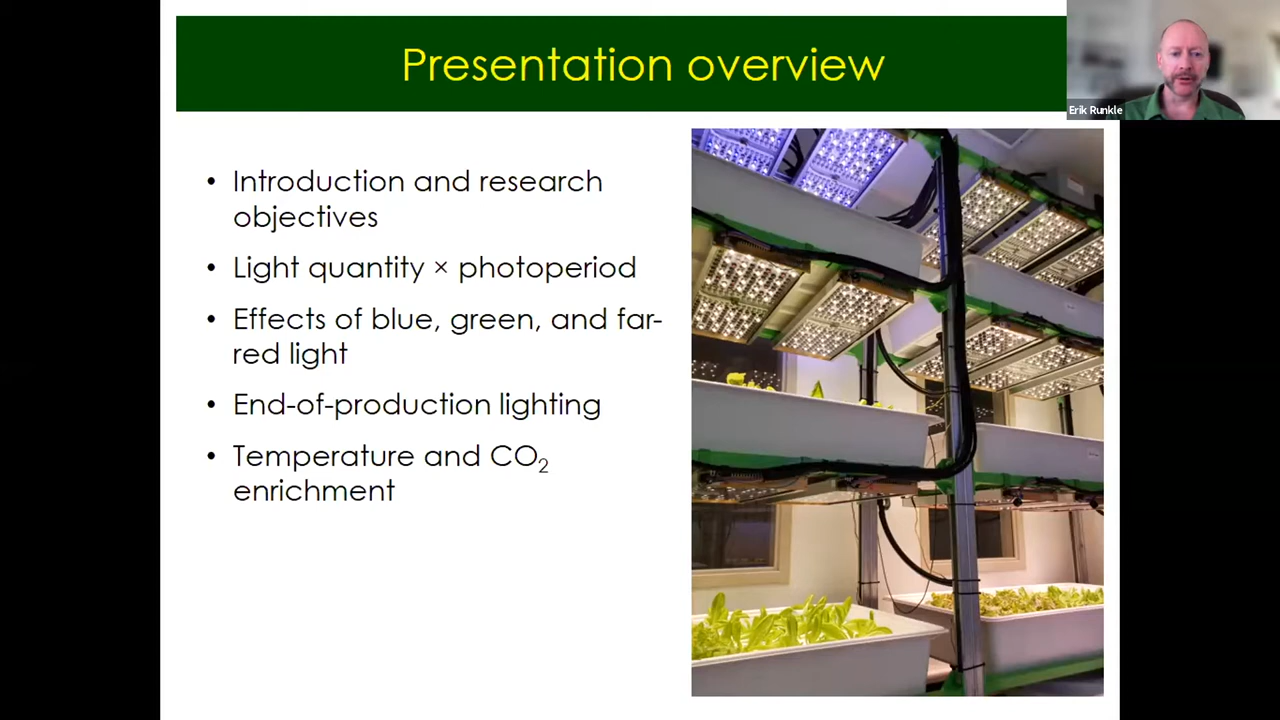 Presentation overview
Erik Runkle
• Introduction and research
objectives
• Light quantity × photoperiod
• Effects of blue, green, and far-
red light
• End-of-production lighting
• Temperature and CO₂
enrichment